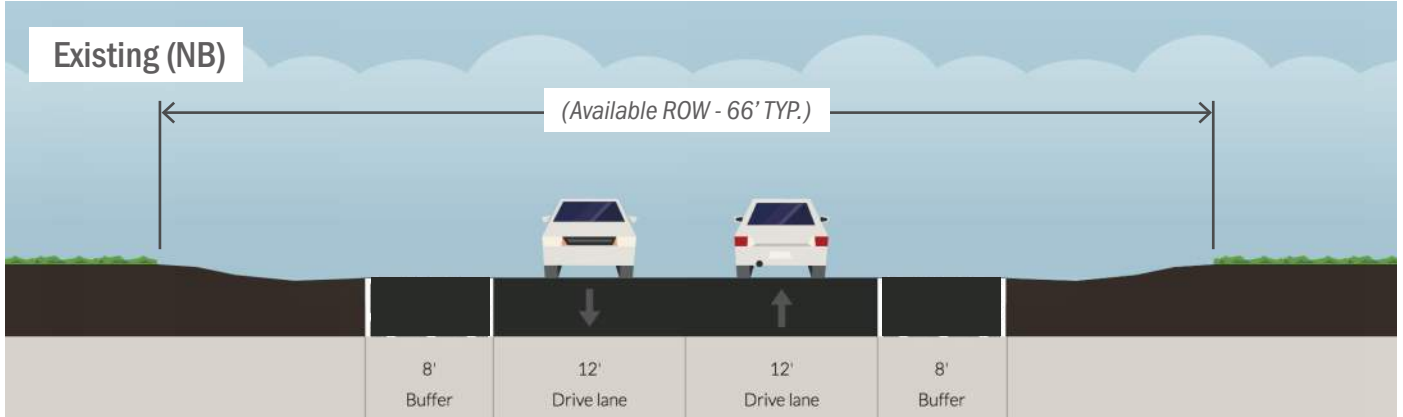 Existing (NB)
(Available ROW - 66’ TYP.)
8' 12' 12' 8'
Buffer Drive lane Drive lane Buffer